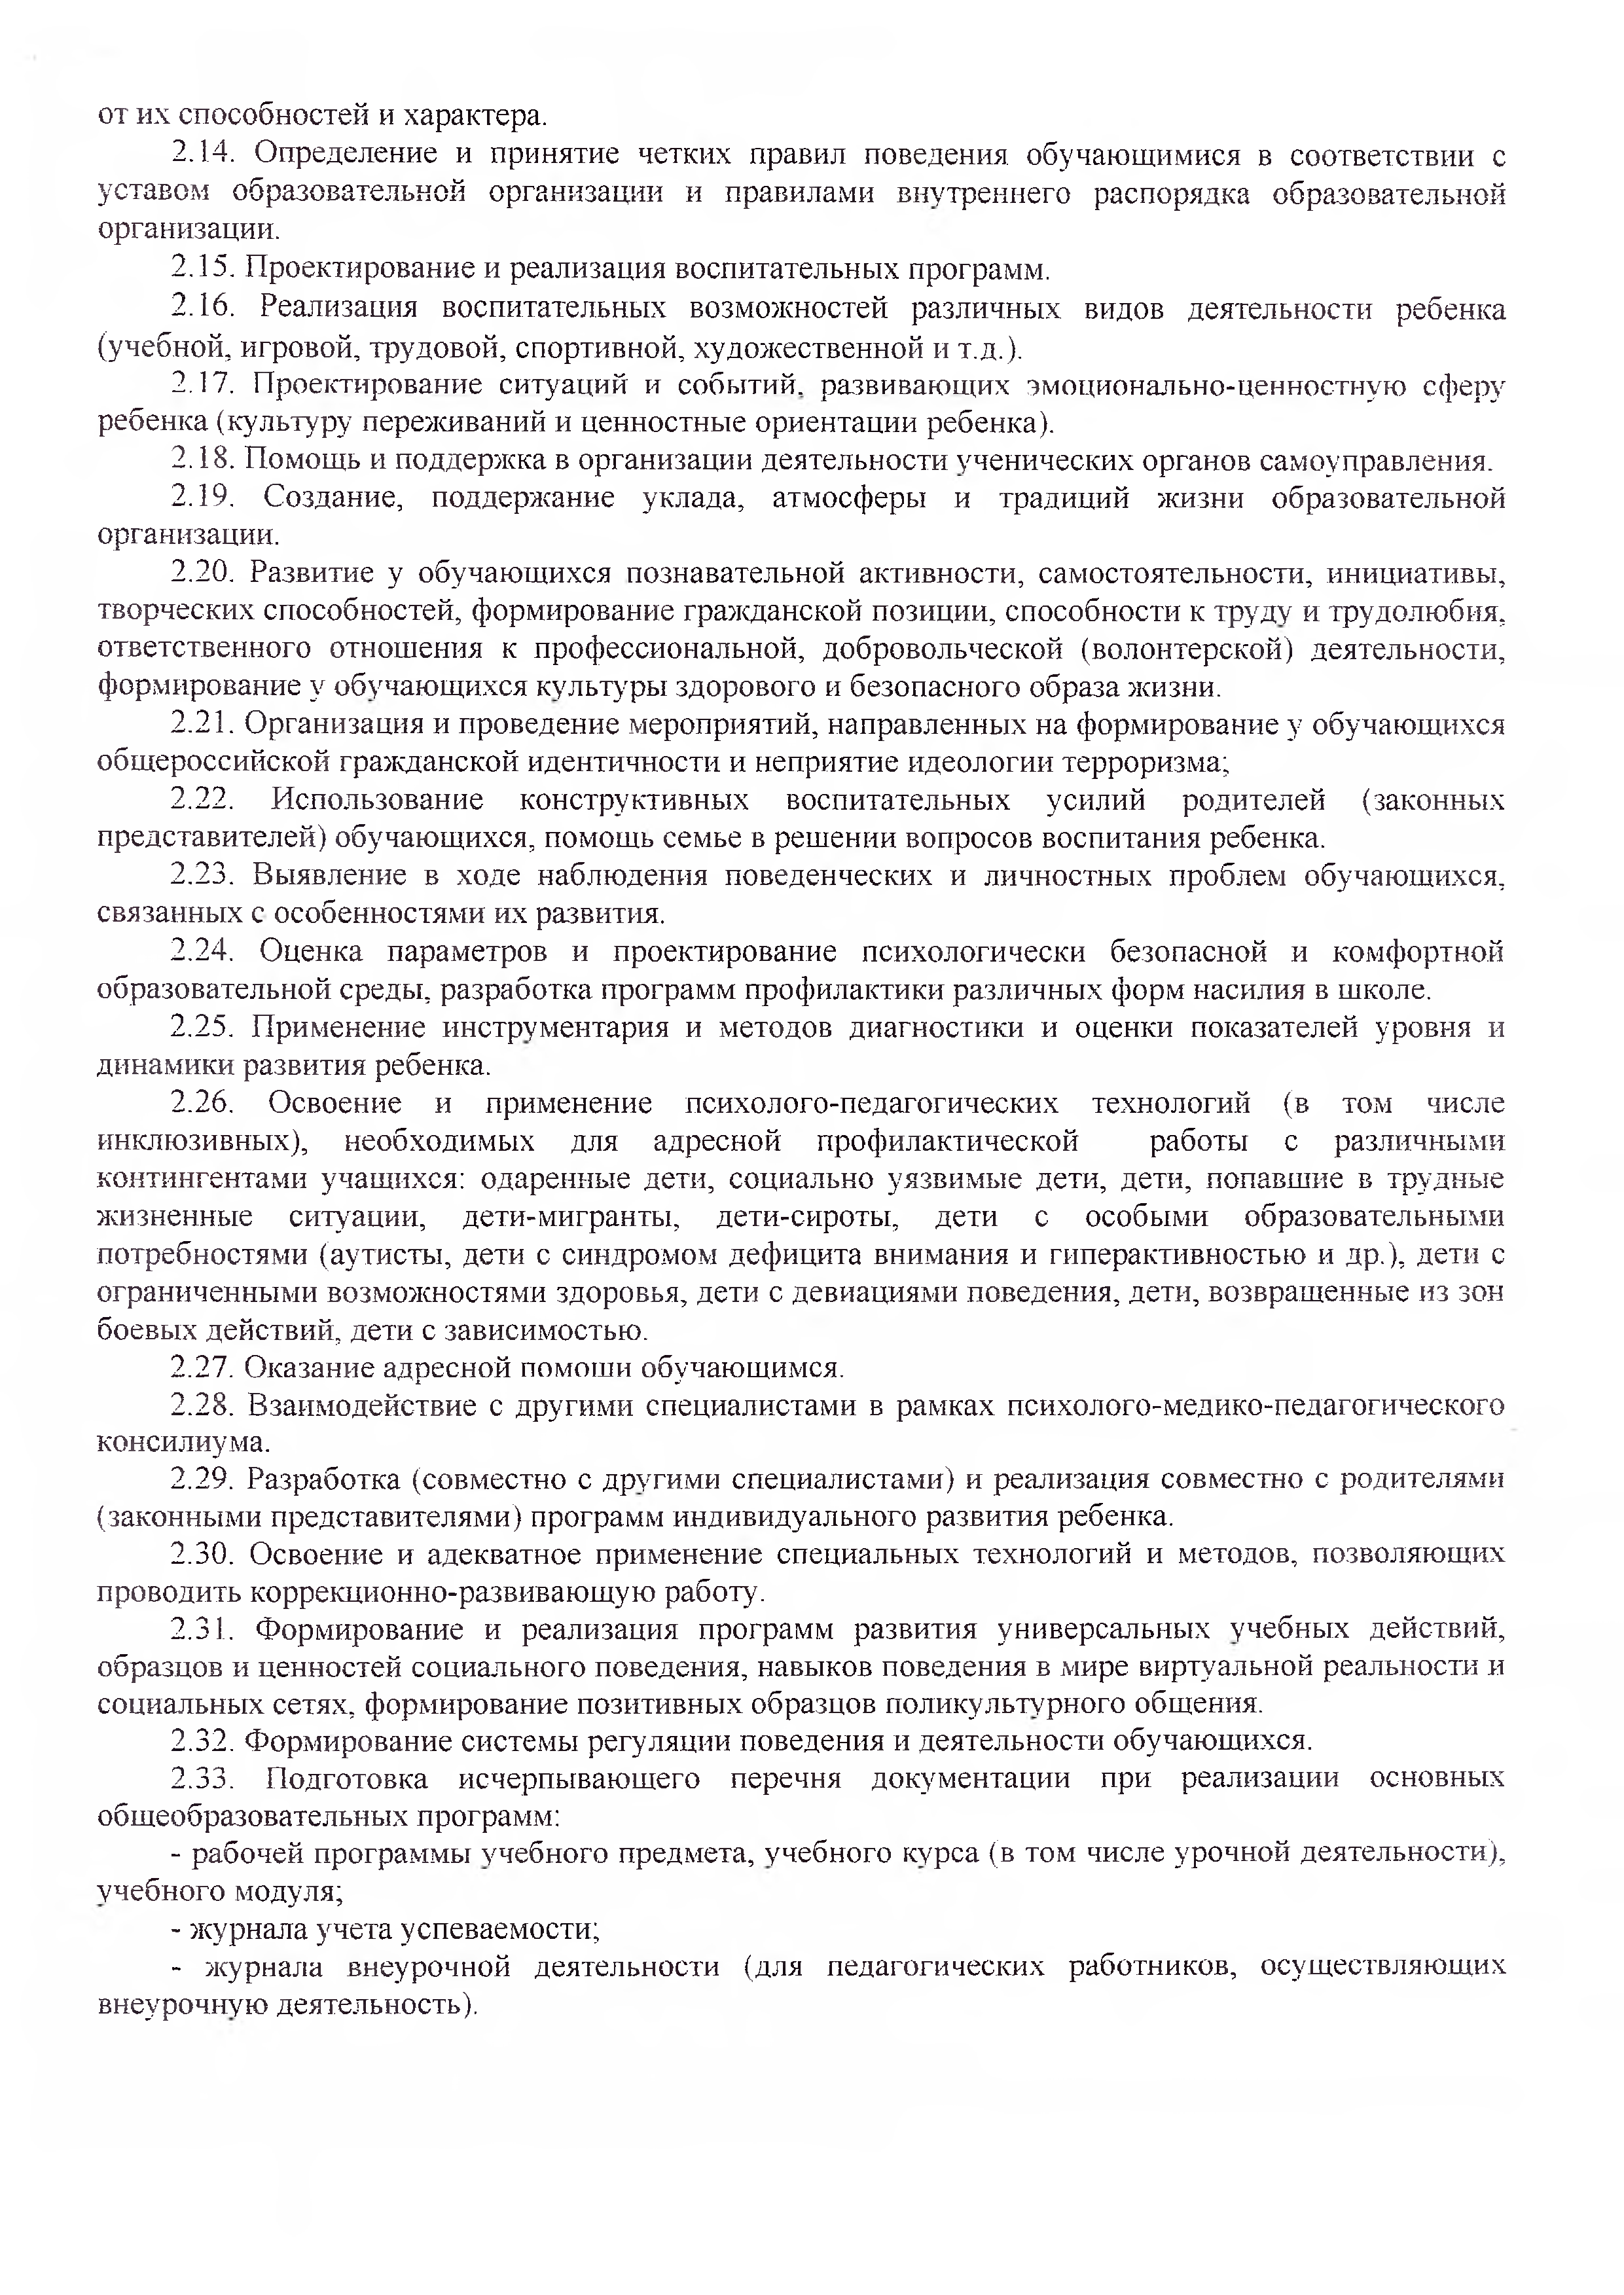 от их способностей и характера.
2.14. Определение и принятие четких правил поведения обучающимися в соответствии с
уставом образовательной организации и правилами внутреннего распорядка образовательной
организации.
2.15. Проектирование и реализация воспитательных программ.
2.16. Реализация воспитательных возможностей различных видов деятельности ребенка
(учебной, игровой, трудовой, спортивной, художественной и т.д.).
2.17. Проектирование ситуаций и событий, развивающих эмоционально-ценностную сферу
ребенка (культуру переживаний и ценностные ориентации ребенка).
2.18. Помощь и поддержка в организации деятельности ученических органов самоуправления.
2.19. Создание, поддержание уклада, атмосферы и традиций жизни образовательной
организации.
2.20. Развитие у обучающихся познавательной активности, самостоятельности, инициативы,
творческих способностей, формирование гражданской позиции, способности к труду и трудолюбия,
ответственного отношения к профессиональной, добровольческой (волонтерской) деятельности,
формирование у обучающихся культуры здорового и безопасного образа жизни.
2.21. Организация и проведение мероприятий, направленных на формирование у обучающихся
общероссийской гражданской идентичности и неприятие идеологии терроризма;
2.22. Использование конструктивных воспитательных усилий родителей (законных
представителей) обучающихся, помощь семье в решении вопросов воспитания ребенка.
2.23. Выявление в ходе наблюдения поведенческих и личностных проблем обучающихся,
связанных с особенностями их развития.
2.24. Оценка параметров и проектирование психологически безопасной и комфортной
образовательной среды, разработка программ профилактики различных форм насилия в школе.
2.25. Применение инструментария и методов диагностики и оценки показателей уровня и
динамики развития ребенка.
2.26. Освоение и применение психолого-педагогических технологий (в том числе
инклюзивных), необходимых для адресной профилактической работы с различными
контингентами учащихся: одаренные дети, социально уязвимые дети, дети, попавшие в трудные
жизненные ситуации, дети-мигранты, дети-сироты, дети с особыми образовательными
потребностями (аутисты, дети с синдромом дефицита внимания и гиперактивностью и др.), дети с
ограниченными возможностями здоровья, дети с девиациями поведения, дети, возвращенные из зон
боевых действий, дети с зависимостью.
2.27. Оказание адресной помощи обучающимся.
2.28. Взаимодействие с другими специалистами в рамках психолого-медико-педагогического
консилиума.
2.29. Разработка (совместно с другими специалистами) и реализация совместно с родителями
(законными представителями) программ индивидуального развития ребенка.
2.30. Освоение и адекватное применение специальных технологий и методов, позволяющих
проводить коррекционно-развивающую работу.
2.31. Формирование и реализация программ развития универсальных учебных действий,
образцов и ценностей социального поведения, навыков поведения в мире виртуальной реальности и
социальных сетях, формирование позитивных образцов поликультурного общения.
2.32. Формирование системы регуляции поведения и деятельности обучающихся.
2.33. Подготовка исчерпывающего перечня документации при реализации основных
общеобразовательных программ:
- рабочей программы учебного предмета, учебного курса (в том числе урочной деятельности),
учебного модуля;
- журнала учета успеваемости;
- журнала внеурочной деятельности (для педагогических работников, осуществляющих
внеурочную деятельность).